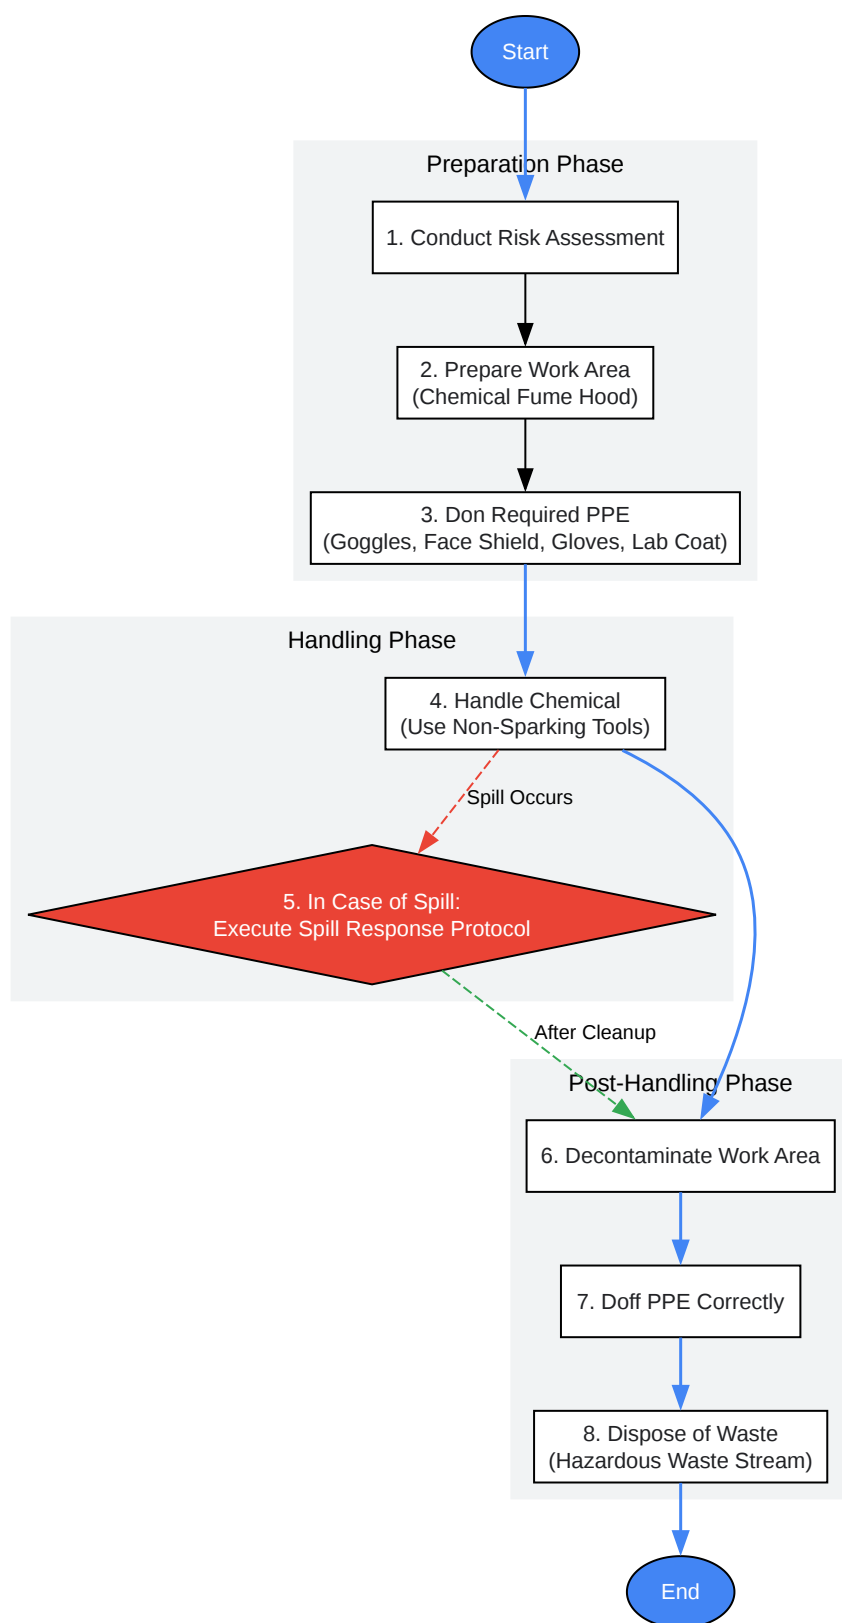 Start
Preparation Phase
1. Conduct Risk Assessment
2. Prepare Work Area
(Chemical Fume Hood)
3. Don Required PPE
(Goggles, Face Shield, Gloves, Lab Coat)
Handling Phase
4. Handle Chemical
(Use Non-Sparking Tools)
Spill Occurs
5. In Case of Spill:
Execute Spill Response Protocol
After Cleanup
Post-Handling Phase
6. Decontaminate Work Area
7. Doff PPE Correctly
8. Dispose of Waste
(Hazardous Waste Stream)
End